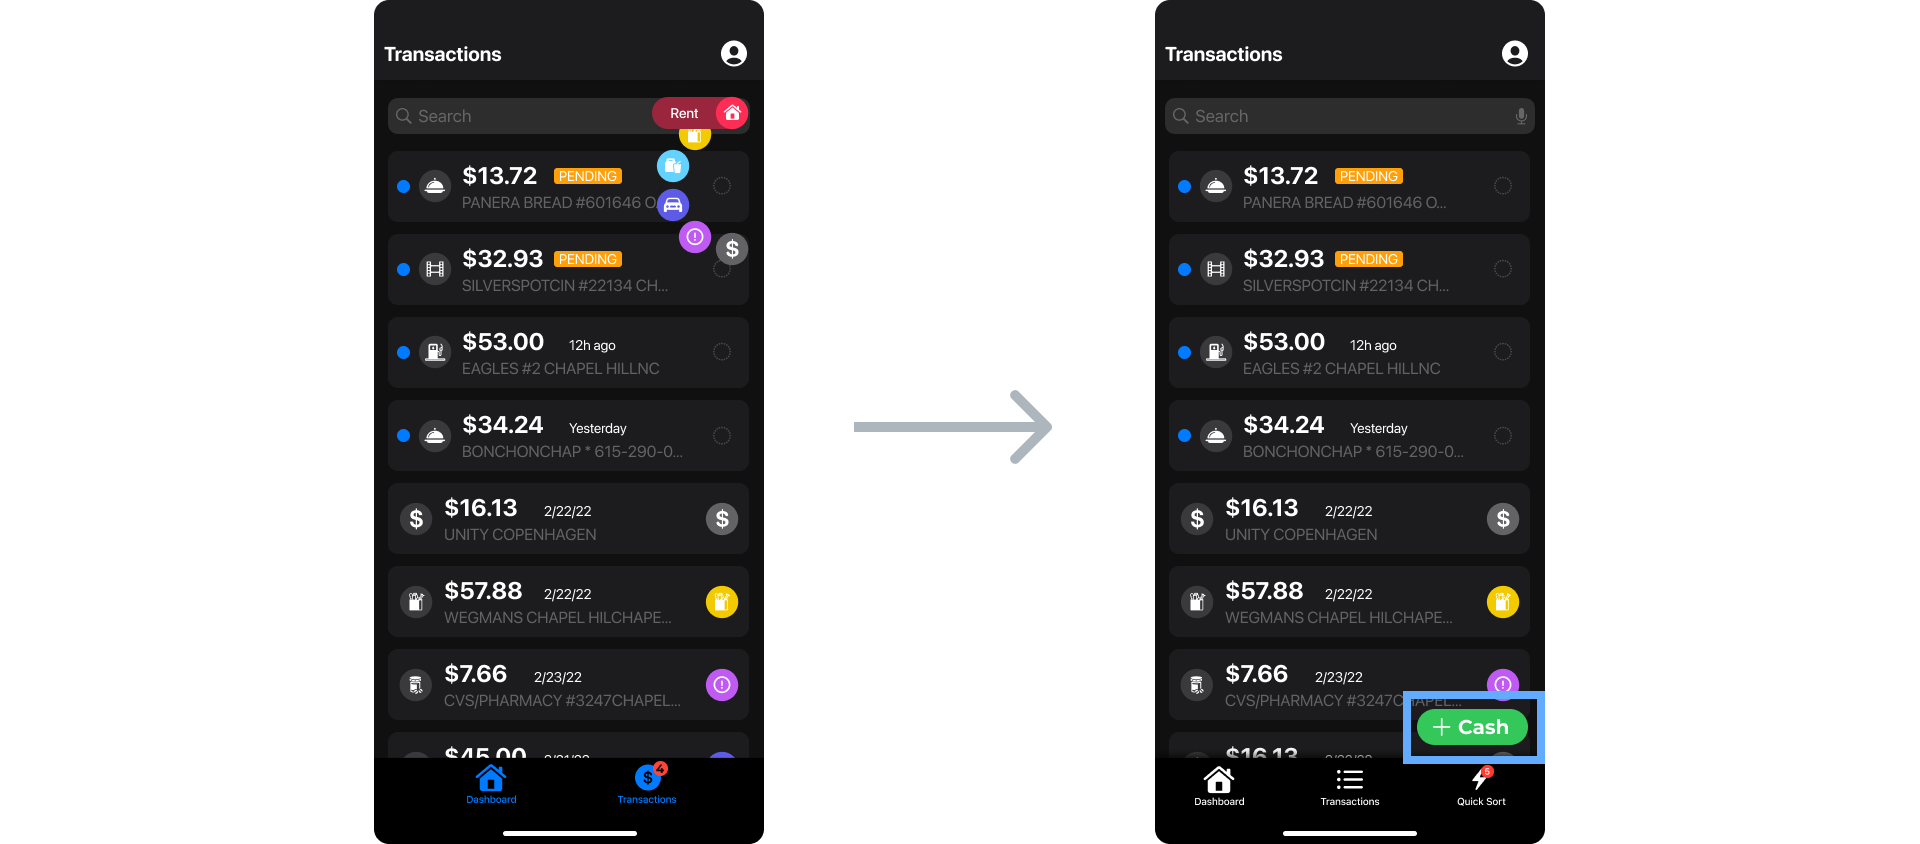 Transactions
Search
Rent
$13.72 PENDING
PANERA BREAD #601646 O
$32.93 PENDING
$
SILVERSPOTCIN #22134 CH...
$53.00 12h ago
EAGLES #2 CHAPEL HILLNC
$34.24 Yesterday
BONCHONCHAP * 615-290-0...
$ $16.13 2/22/22 $
UNITY COPENHAGEN
$57.88 2/22/22
WEGMANS CHAPEL HILCHAPE...
$7.66 2/23/22
CVS/PHARMACY #3247CHAPEL...
$45.00
$ 4
Dashboard Transactions
Transactions
Search
$13.72 PENDING
PANERA BREAD #601646 O...
$32.93 PENDING
SILVERSPOTCIN #22134 CH...
$53.00 12h ago
EAGLES #2 CHAPEL HILLNC
$34.24 Yesterday
BONCHONCHAP * 615-290-0...
$ $16.13 2/22/22 $
UNITY COPENHAGEN
$57.88 2/22/22
WEGMANS CHAPEL HILCHAPE...
$7.66 2/23/22
CVS/PHARMACY #3247CHAPEL...
+ Cash
$16.13
5
Dashboard Transactions Quick Sort